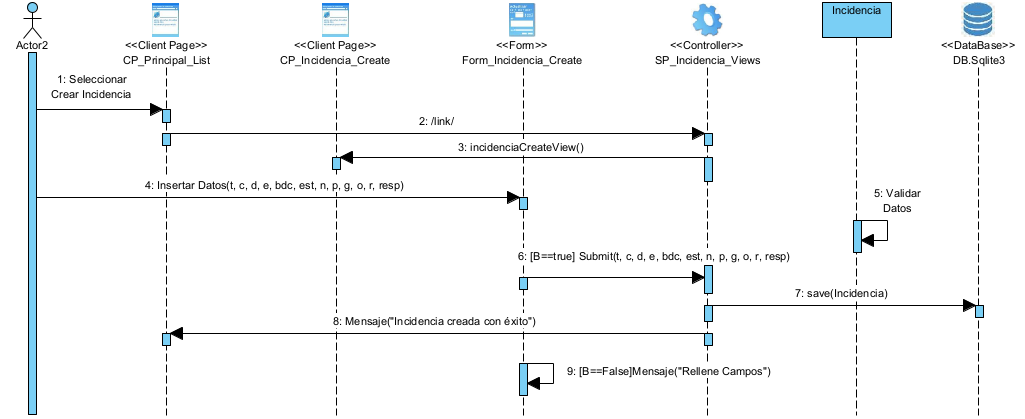 Incidencia
Actor2
<<Client Page>>
CP_Principal_List
<<Client Page>>
CP_Incidencia_Create
<<Form>>
Form_Incidencia_Create
<<Controller>>
SP_Incidencia_Views
<<DataBase>>
DB.Sqlite3
1: Seleccionar
Crear Incidencia
2: /link/
3: incidenciaCreateView()
4: Insertar Datos(t, c, d, e, bdc, est, n, p, g, o, r, resp)
5: Validar
Datos
6: [B==true] Submit(t, c, d, e, bdc, est, n, p, g, o, r, resp)
7: save(Incidencia)
8: Mensaje("Incidencia creada con éxito")
9: [B==False]Mensaje("Rellene Campos")